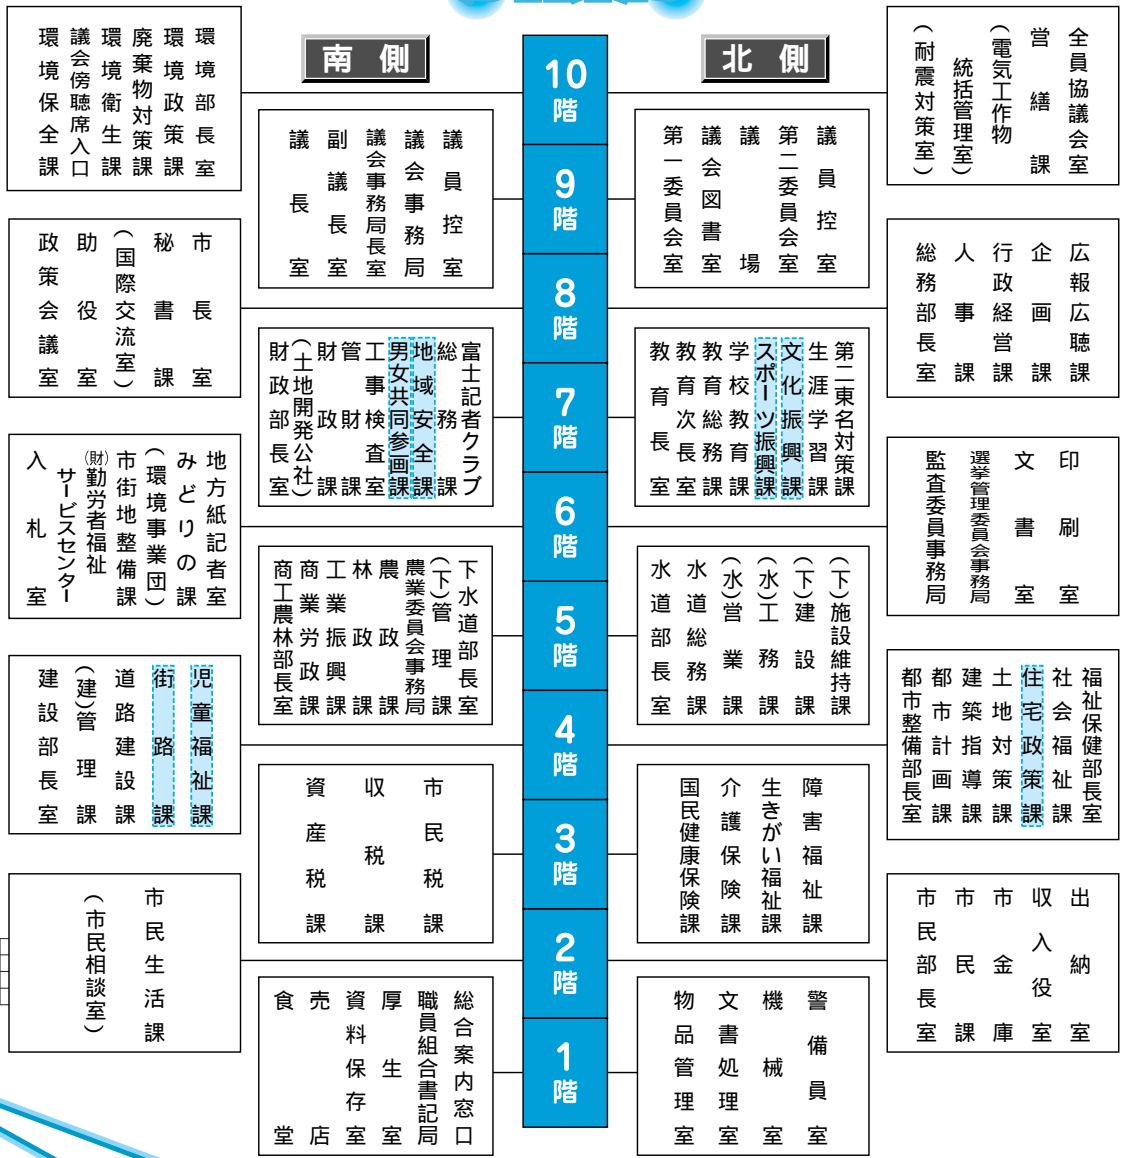 南側
北側
10階
環境部長室
環境政策課
廃棄物対策課
環境衛生課
議会傍聴席入口
環境保全課
全員協議会室
営繕課
(電気工作物
統括管理室)
(耐震対策室)
9階
議員控室
議会事務局
議会事務局長室
副議長室
議長室
議員控室
第二委員会室
議場
議会図書室
第一委員会室
8階
市長室
秘書課
(国際交流室)
助役室
政策会議室
広報広聴課
企画課
行政経営課
人事課
総務部長室
7階
富士記者クラブ
総務課
地域安全課
男女共同参画課
工事検査室
管財課
財政課
(土地開発公社)
財政部長室
第二東名対策課
生涯学習課
文化振興課
スポーツ振興課
学校教育課
教育総務課
教育次長室
教育長室
6階
地方紙記者室
みどりの課
(環境事業団)
市街地整備課
(財)勤労者福祉
サービスセンター
入札室
印刷室
文書室
選挙管理委員会事務局
監査委員事務局
5階
下水道部長室
(下)管理課
農業委員会事務局
農政課
林政課
工業振興課
商業労政課
商工農林部長室
(下)施設維持課
(下)建設課
(水)工務課
(水)営業課
水道総務課
水道部長室
4階
児童福祉課
街路課
道路建設課
(建)管理課
建設部長室
福祉保健部長室
社会福祉課
住宅政策課
土地対策課
建築指導課
都市計画課
都市整備部長室
3階
市民税課
収税課
資産税課
障害福祉課
生きがい福祉課
介護保険課
国民健康保険課
2階
市民生活課
(市民相談室)
出納室
収入役室
市金庫
市民課
市民部長室
1階
総合案内窓口
職員組合書記局
厚生室
資料保存室
売店
食堂
警備員室
機械室
文書処理室
物品管理室